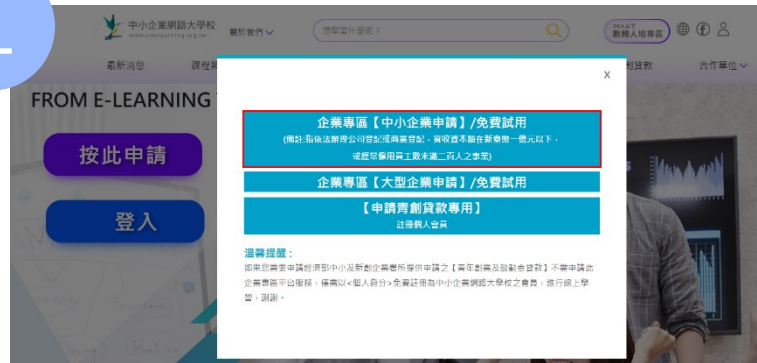 中小企業網路大學校
www.smelearning.org.tw
關於我們
想學習什麼呢？
數轉人培專區
最新消息
合作單位
x
FROM E-LEARNING
按此申請
登入
企業專區【中小企業申請】/免費試用
(備註:指依法辦理公司登記或商業登記，實收資本額在新臺幣一億元以下，
或經常僱用員工數未滿二百人之事業)
企業專區【大型企業申請】/免費試用
【申請青創貸款專用】
註冊個人會員
溫馨提醒：
如果您需要申請經濟部中小及新創企業署所提供申請之【青年創業及啟動金貸款】不需申請此
企業專區平台服務，僅需以<個人身分>免費註冊為中小企業網路大學校之會員，進行線上學
習，謝謝。